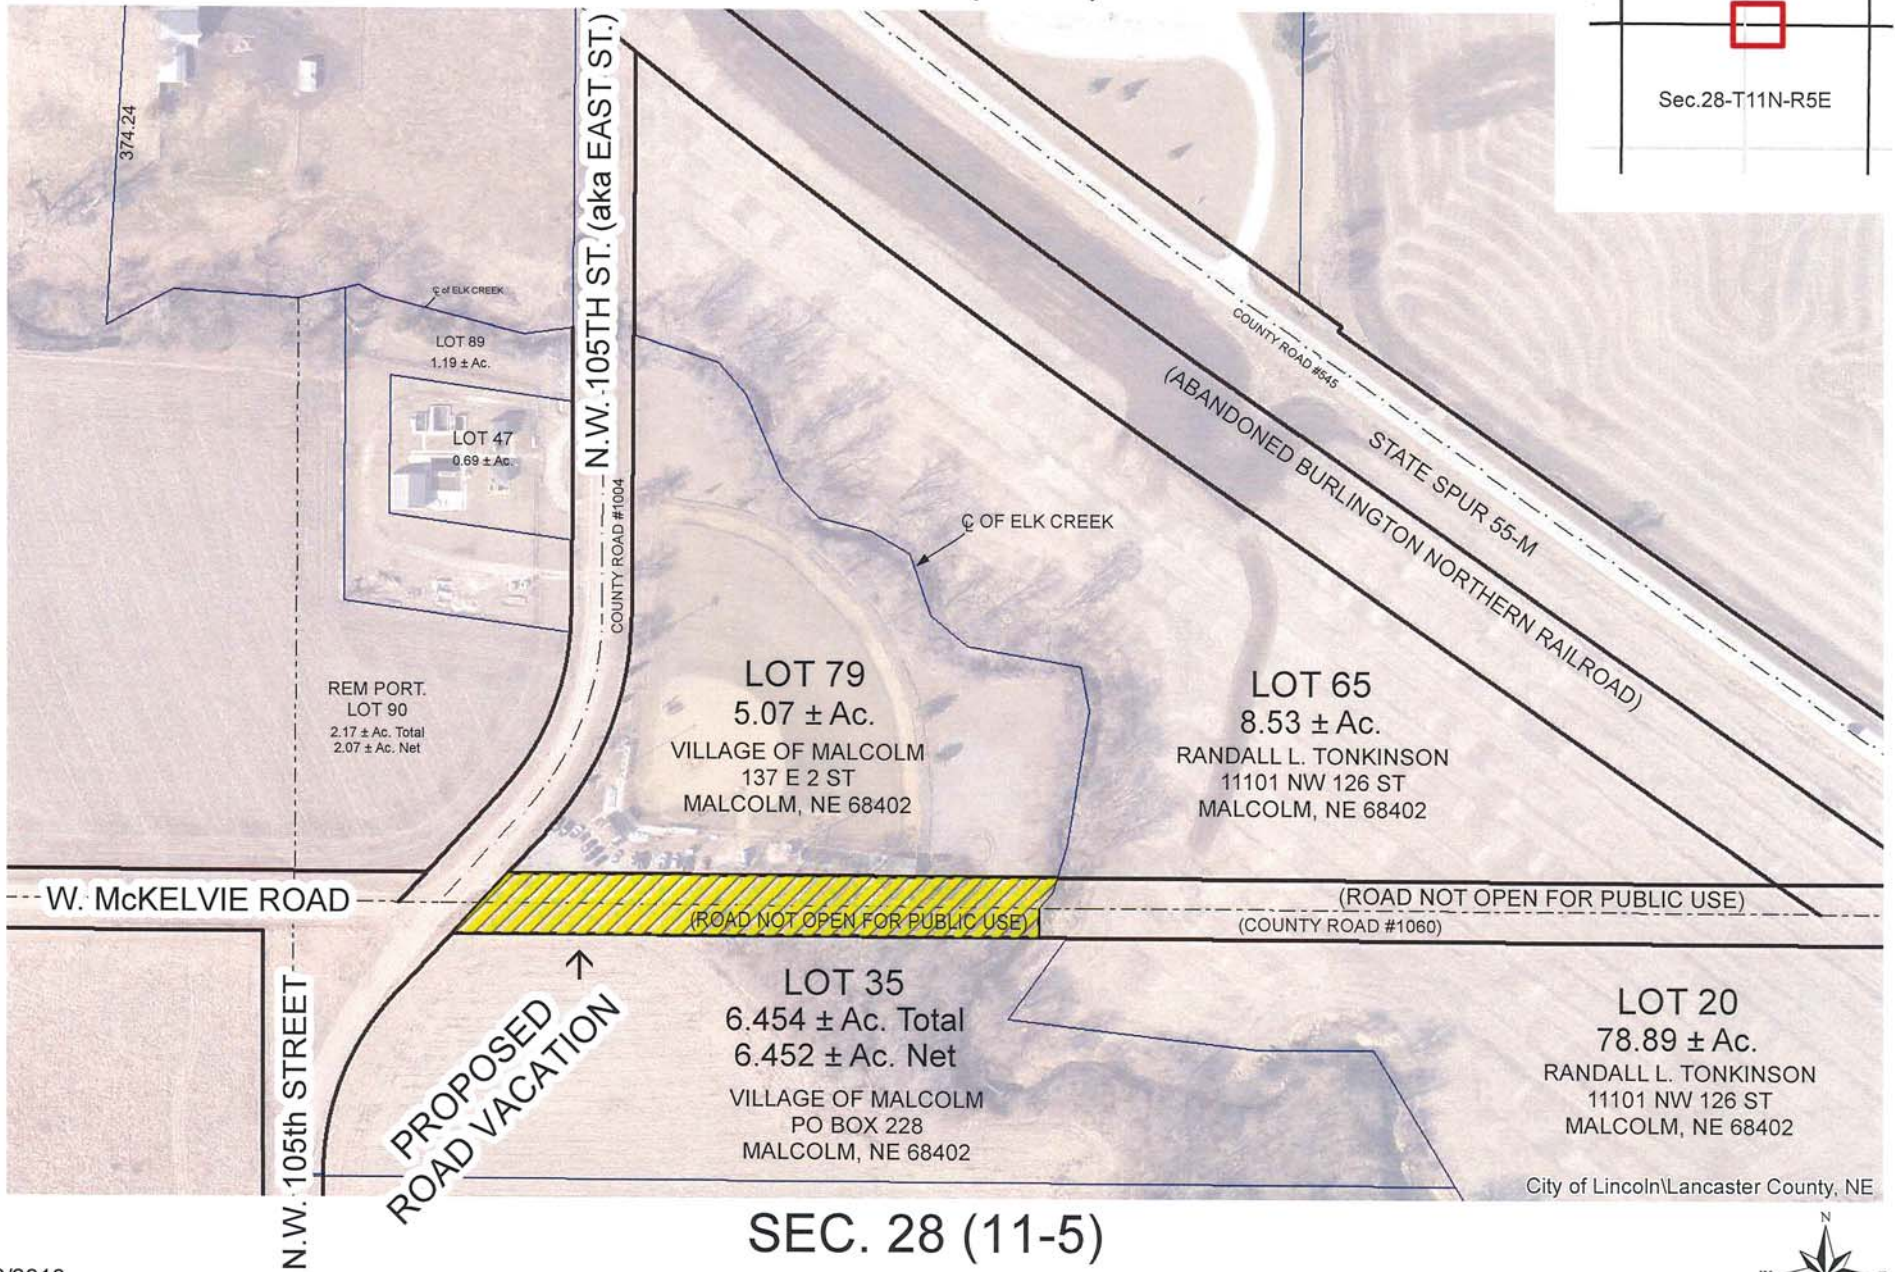 Sec.28-T11N-R5E
374.24
N.W. 105TH ST. (aka EAST ST.)
℄ of ELK CREEK
LOT 89
1.19 ± Ac.
LOT 47
0.69 ± Ac.
COUNTY ROAD #1004
COUNTY ROAD #545
STATE SPUR 55-M
(ABANDONED BURLINGTON NORTHERN RAILROAD)
℄ OF ELK CREEK
REM PORT.
LOT 90
2.17 ± Ac. Total
2.07 ± Ac. Net
LOT 79
5.07 ± Ac.
VILLAGE OF MALCOLM
137 E 2 ST
MALCOLM, NE 68402
LOT 65
8.53 ± Ac.
RANDALL L. TONKINSON
11101 NW 126 ST
MALCOLM, NE 68402
W. McKELVIE ROAD
(ROAD NOT OPEN FOR PUBLIC USE)
(ROAD NOT OPEN FOR PUBLIC USE)
(COUNTY ROAD #1060)
N.W. 105th STREET
PROPOSED
ROAD VACATION
LOT 35
6.454 ± Ac. Total
6.452 ± Ac. Net
VILLAGE OF MALCOLM
PO BOX 228
MALCOLM, NE 68402
LOT 20
78.89 ± Ac.
RANDALL L. TONKINSON
11101 NW 126 ST
MALCOLM, NE 68402
City of Lincoln\Lancaster County, NE
SEC. 28 (11-5)
N